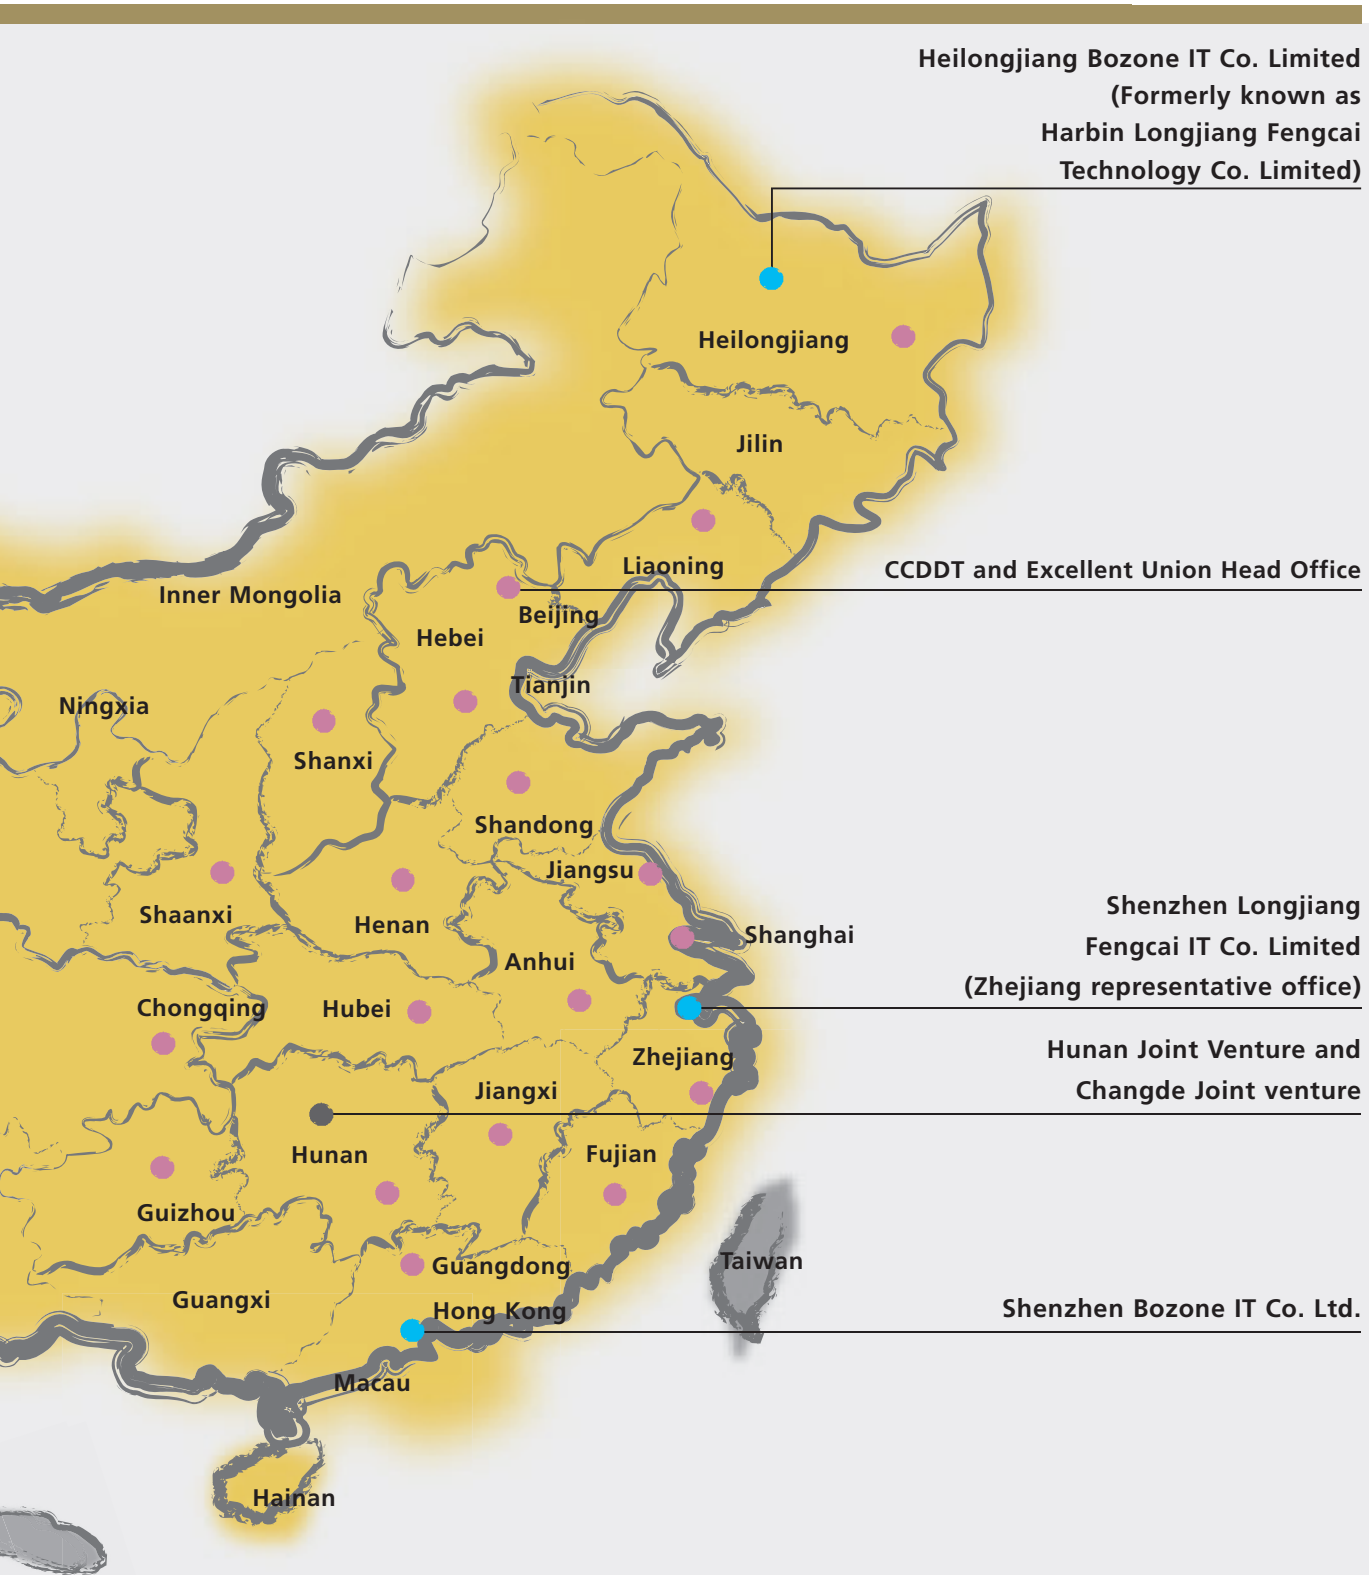 Heilongjiang Bozone IT Co. Limited
(Formerly known as
Harbin Longjiang Fengcai
Technology Co. Limited)
Heilongjiang
Jilin
Liaoning
CCDDT and Excellent Union Head Office
Inner Mongolia
Beijing
Hebei
Tianjin
Ningxia
Shanxi
Shandong
Jiangsu
Shaanxi
Henan
Shanghai
Anhui
Shenzhen Longjiang
Fengcai IT Co. Limited
(Zhejiang representative office)
Chongqing
Hubei
Zhejiang
Hunan Joint Venture and
Changde Joint venture
Jiangxi
Hunan
Fujian
Guizhou
Guangdong
Taiwan
Guangxi
Hong Kong
Shenzhen Bozone IT Co. Ltd.
Macau
Hainan